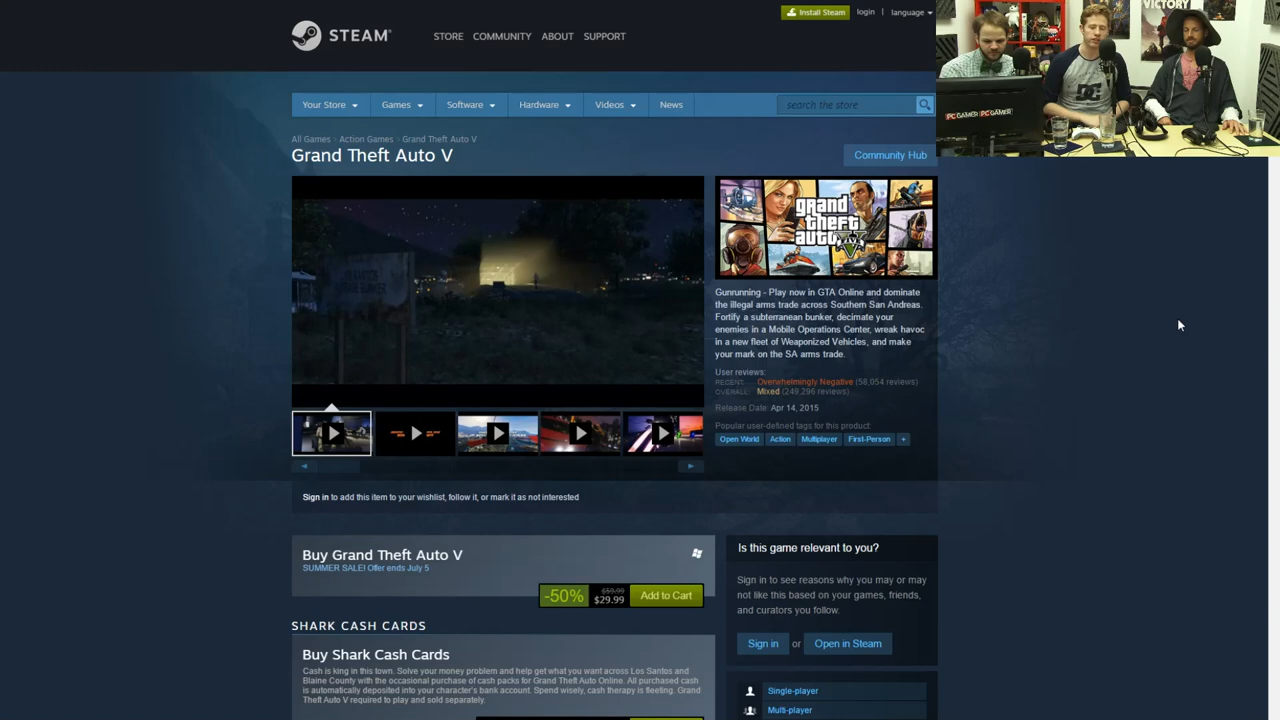 Install Steam login | language
STEAM®
STORE COMMUNITY ABOUT SUPPORT
VICTORY
PC GAMER PC GAMER
DC
Your Store Games Software Hardware Videos News search the store
All Games > Action Games > Grand Theft Auto V
Grand Theft Auto V
Community Hub
grand
theft
auto
V
Gunrunning - Play now in GTA Online and dominate
the illegal arms trade across Southern San Andreas.
Fortify a subterranean bunker, decimate your
enemies in a Mobile Operations Center, wreak havoc
in a new fleet of Weaponized Vehicles, and make
your mark on the SA arms trade.
User reviews:
RECENT: Overwhelmingly Negative (58,054 reviews)
OVERALL: Mixed (249,296 reviews)
Release Date: Apr 14, 2015
Popular user-defined tags for this product:
Open World Action Multiplayer First-Person +
Sign in to add this item to your wishlist, follow it, or mark it as not interested
Buy Grand Theft Auto V
SUMMER SALE! Offer ends July 5
-50% $59.99 $29.99 Add to Cart
Is this game relevant to you?
Sign in to see reasons why you may or may
not like this based on your games, friends,
and curators you follow.
Sign in or Open in Steam
SHARK CASH CARDS
Buy Shark Cash Cards
Cash is king in this town. Solve your money problem and help get what you want across Los Santos and
Blaine County with the occasional purchase of cash packs for Grand Theft Auto Online. All purchased cash
is automatically deposited into your character's bank account. Spend wisely, cash therapy is fleeting. Grand
Theft Auto V required to play and sold separately.
Single-player
Multi-player